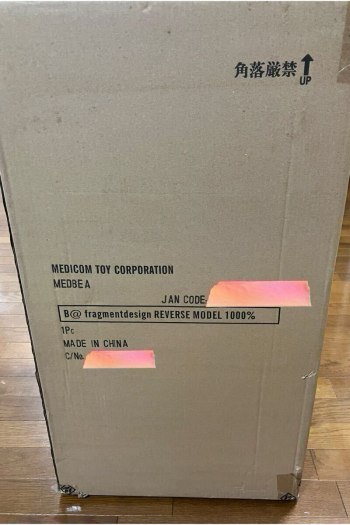 角落厳禁
UP
MEDICOM TOY CORPORATION
MEDBEA
JAN CODE
B@ fragmentdesign REVERSE MODEL 1000%
1Pc
MADE IN CHINA
C/No.